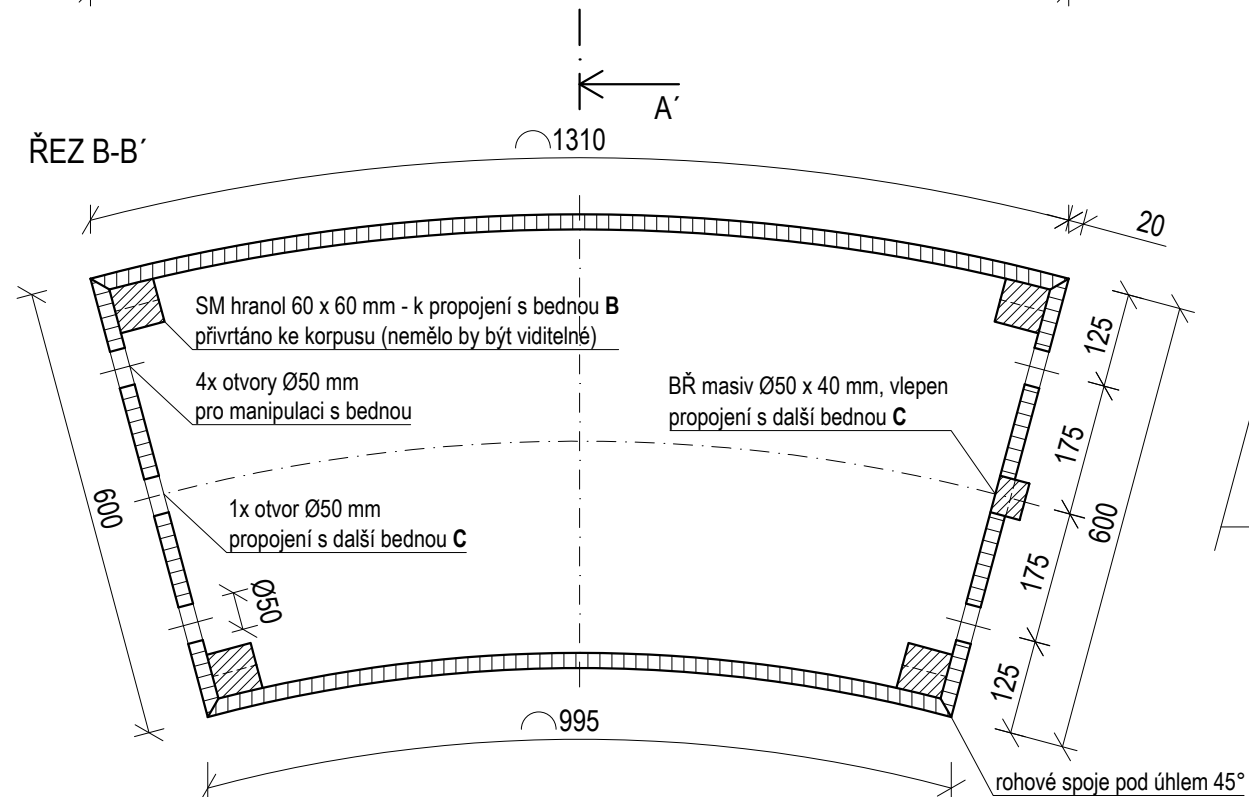 A´
1310
ŘEZ B-B´
20
SM hranol 60 x 60 mm - k propojení s bednou B
přivrtáno ke korpusu (nemělo by být viditelné)
125
4x otvory Ø50 mm
pro manipaci s bednou
BŘ masiv Ø50 x 40 mm, vlepen
propojení s další bednou C
175
600
1x otvor Ø50 mm
propojení s další bednou C
600
175
Ø50
125
995
rohové spoje pod úhlem 45°